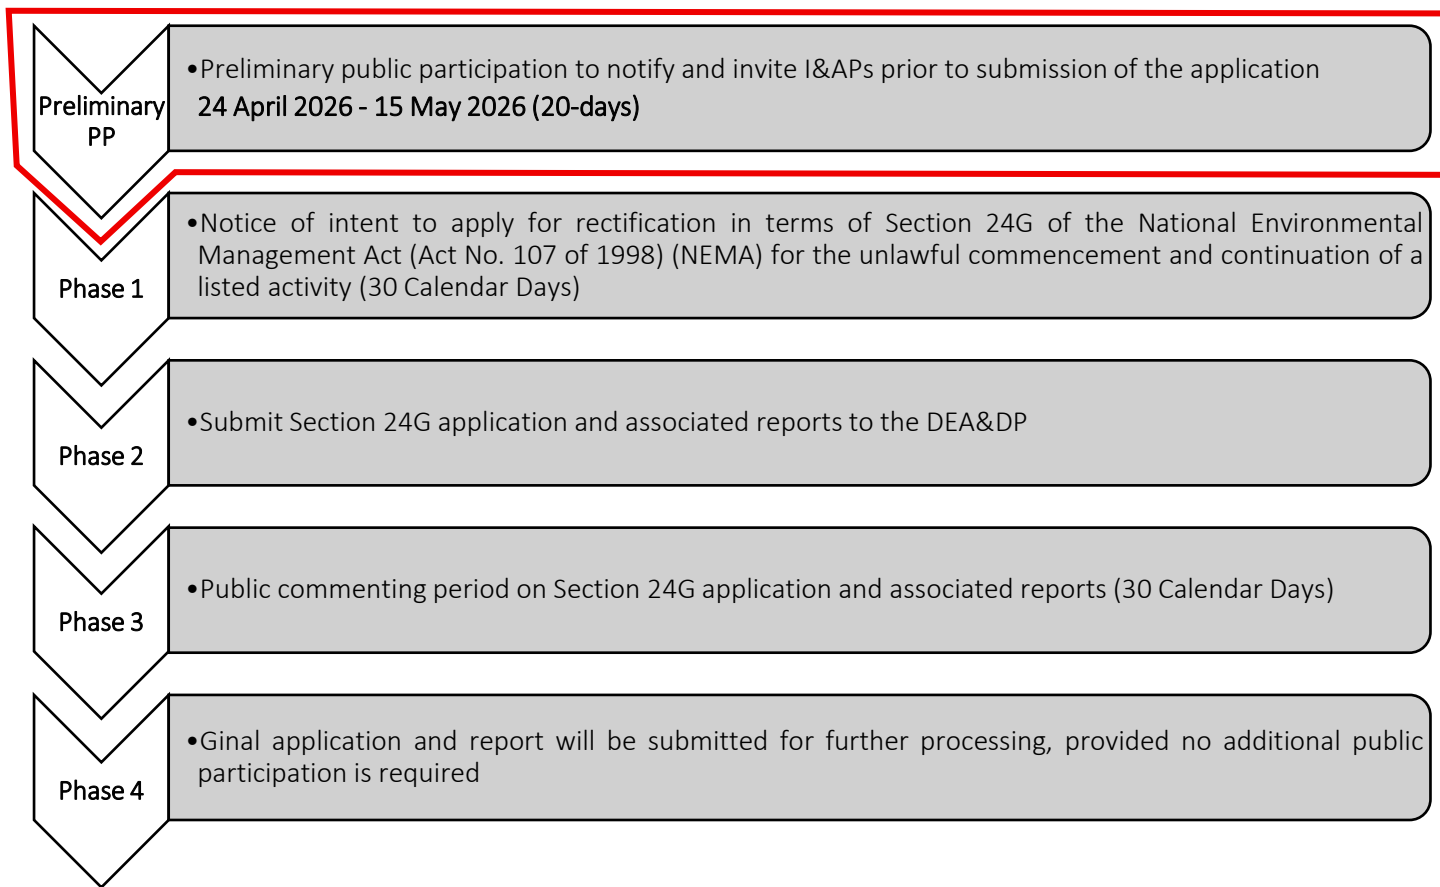 Preliminary
PP
•Preliminary public participation to notify and invite I&APs prior to submission of the application
24 April 2026 - 15 May 2026 (20-days)
Phase 1
•Notice of intent to apply for rectification in terms of Section 24G of the National Environmental
Management Act (Act No. 107 of 1998) (NEMA) for the unlawful commencement and continuation of a
listed activity (30 Calendar Days)
Phase 2
•Submit Section 24G application and associated reports to the DEA&DP
Phase 3
•Public commenting period on Section 24G application and associated reports (30 Calendar Days)
Phase 4
•Ginal application and report will be submitted for further processing, provided no additional public
participation is required